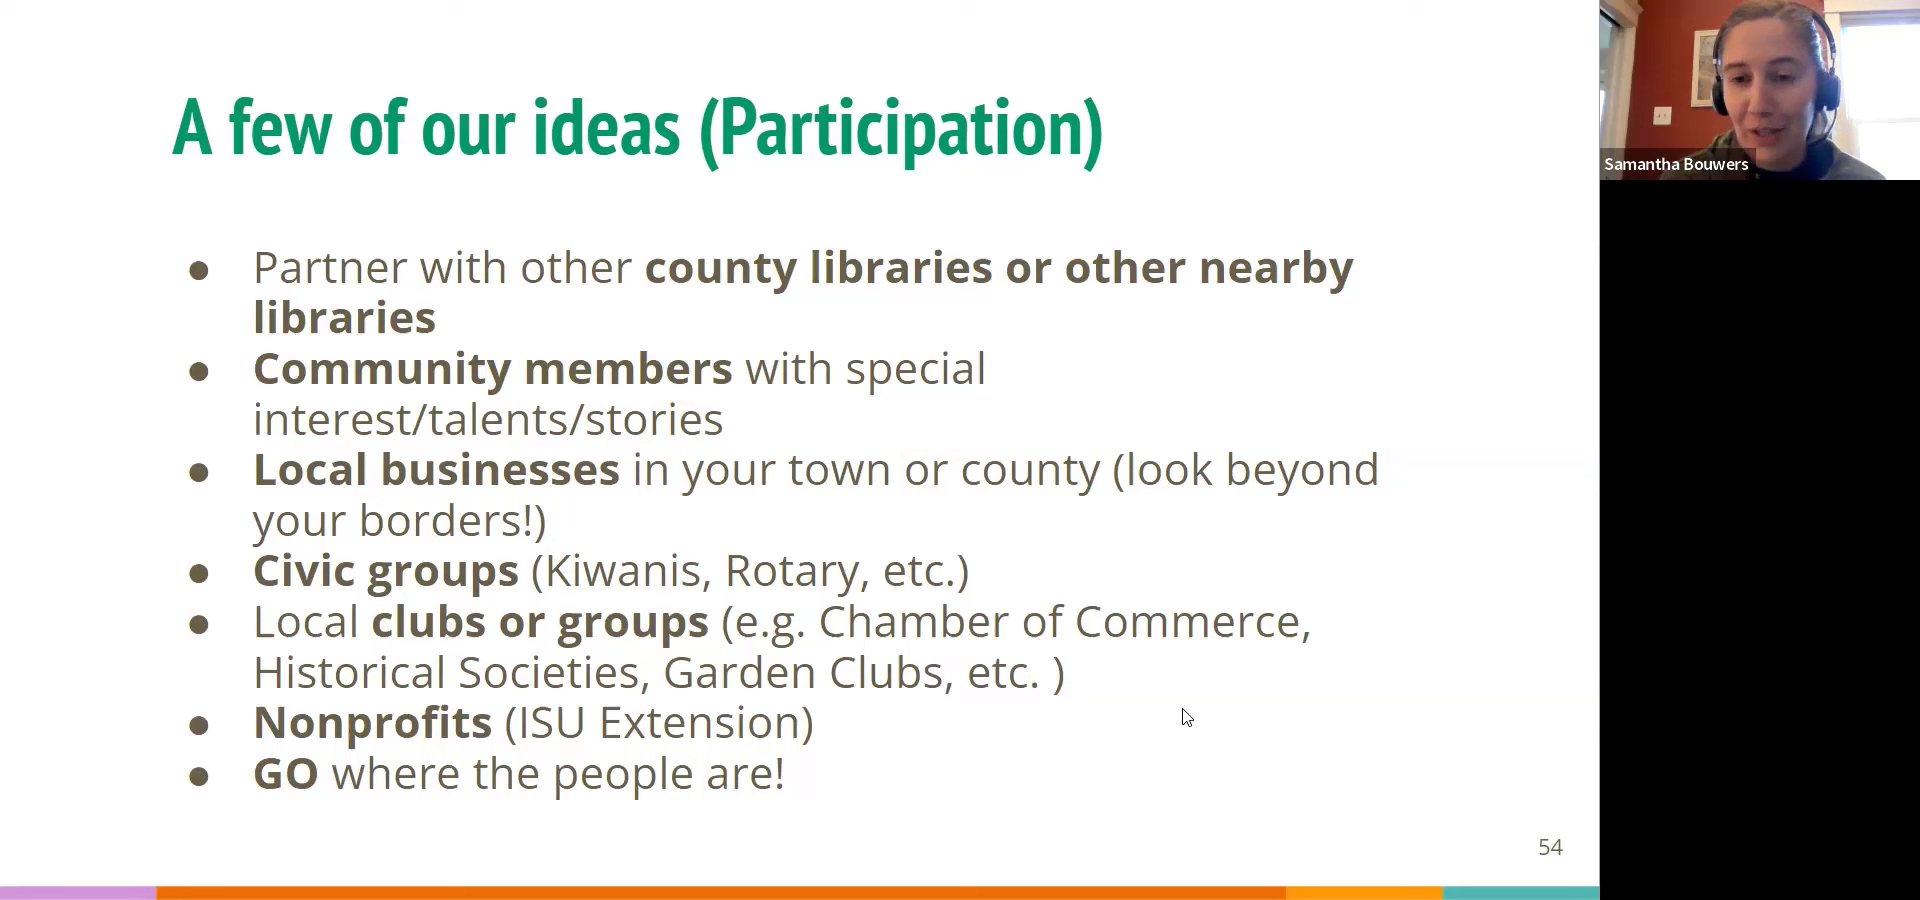 A few of our ideas (Participation)
● Partner with other county libraries or other nearby
libraries
● Community members with special
interest/talents/stories
● Local businesses in your town or county (look beyond
your borders!)
● Civic groups (Kiwanis, Rotary, etc.)
● Local clubs or groups (e.g. Chamber of Commerce,
Historical Societies, Garden Clubs, etc. )
● Nonprofits (ISU Extension)
● GO where the people are!
54
Samantha Bouwers